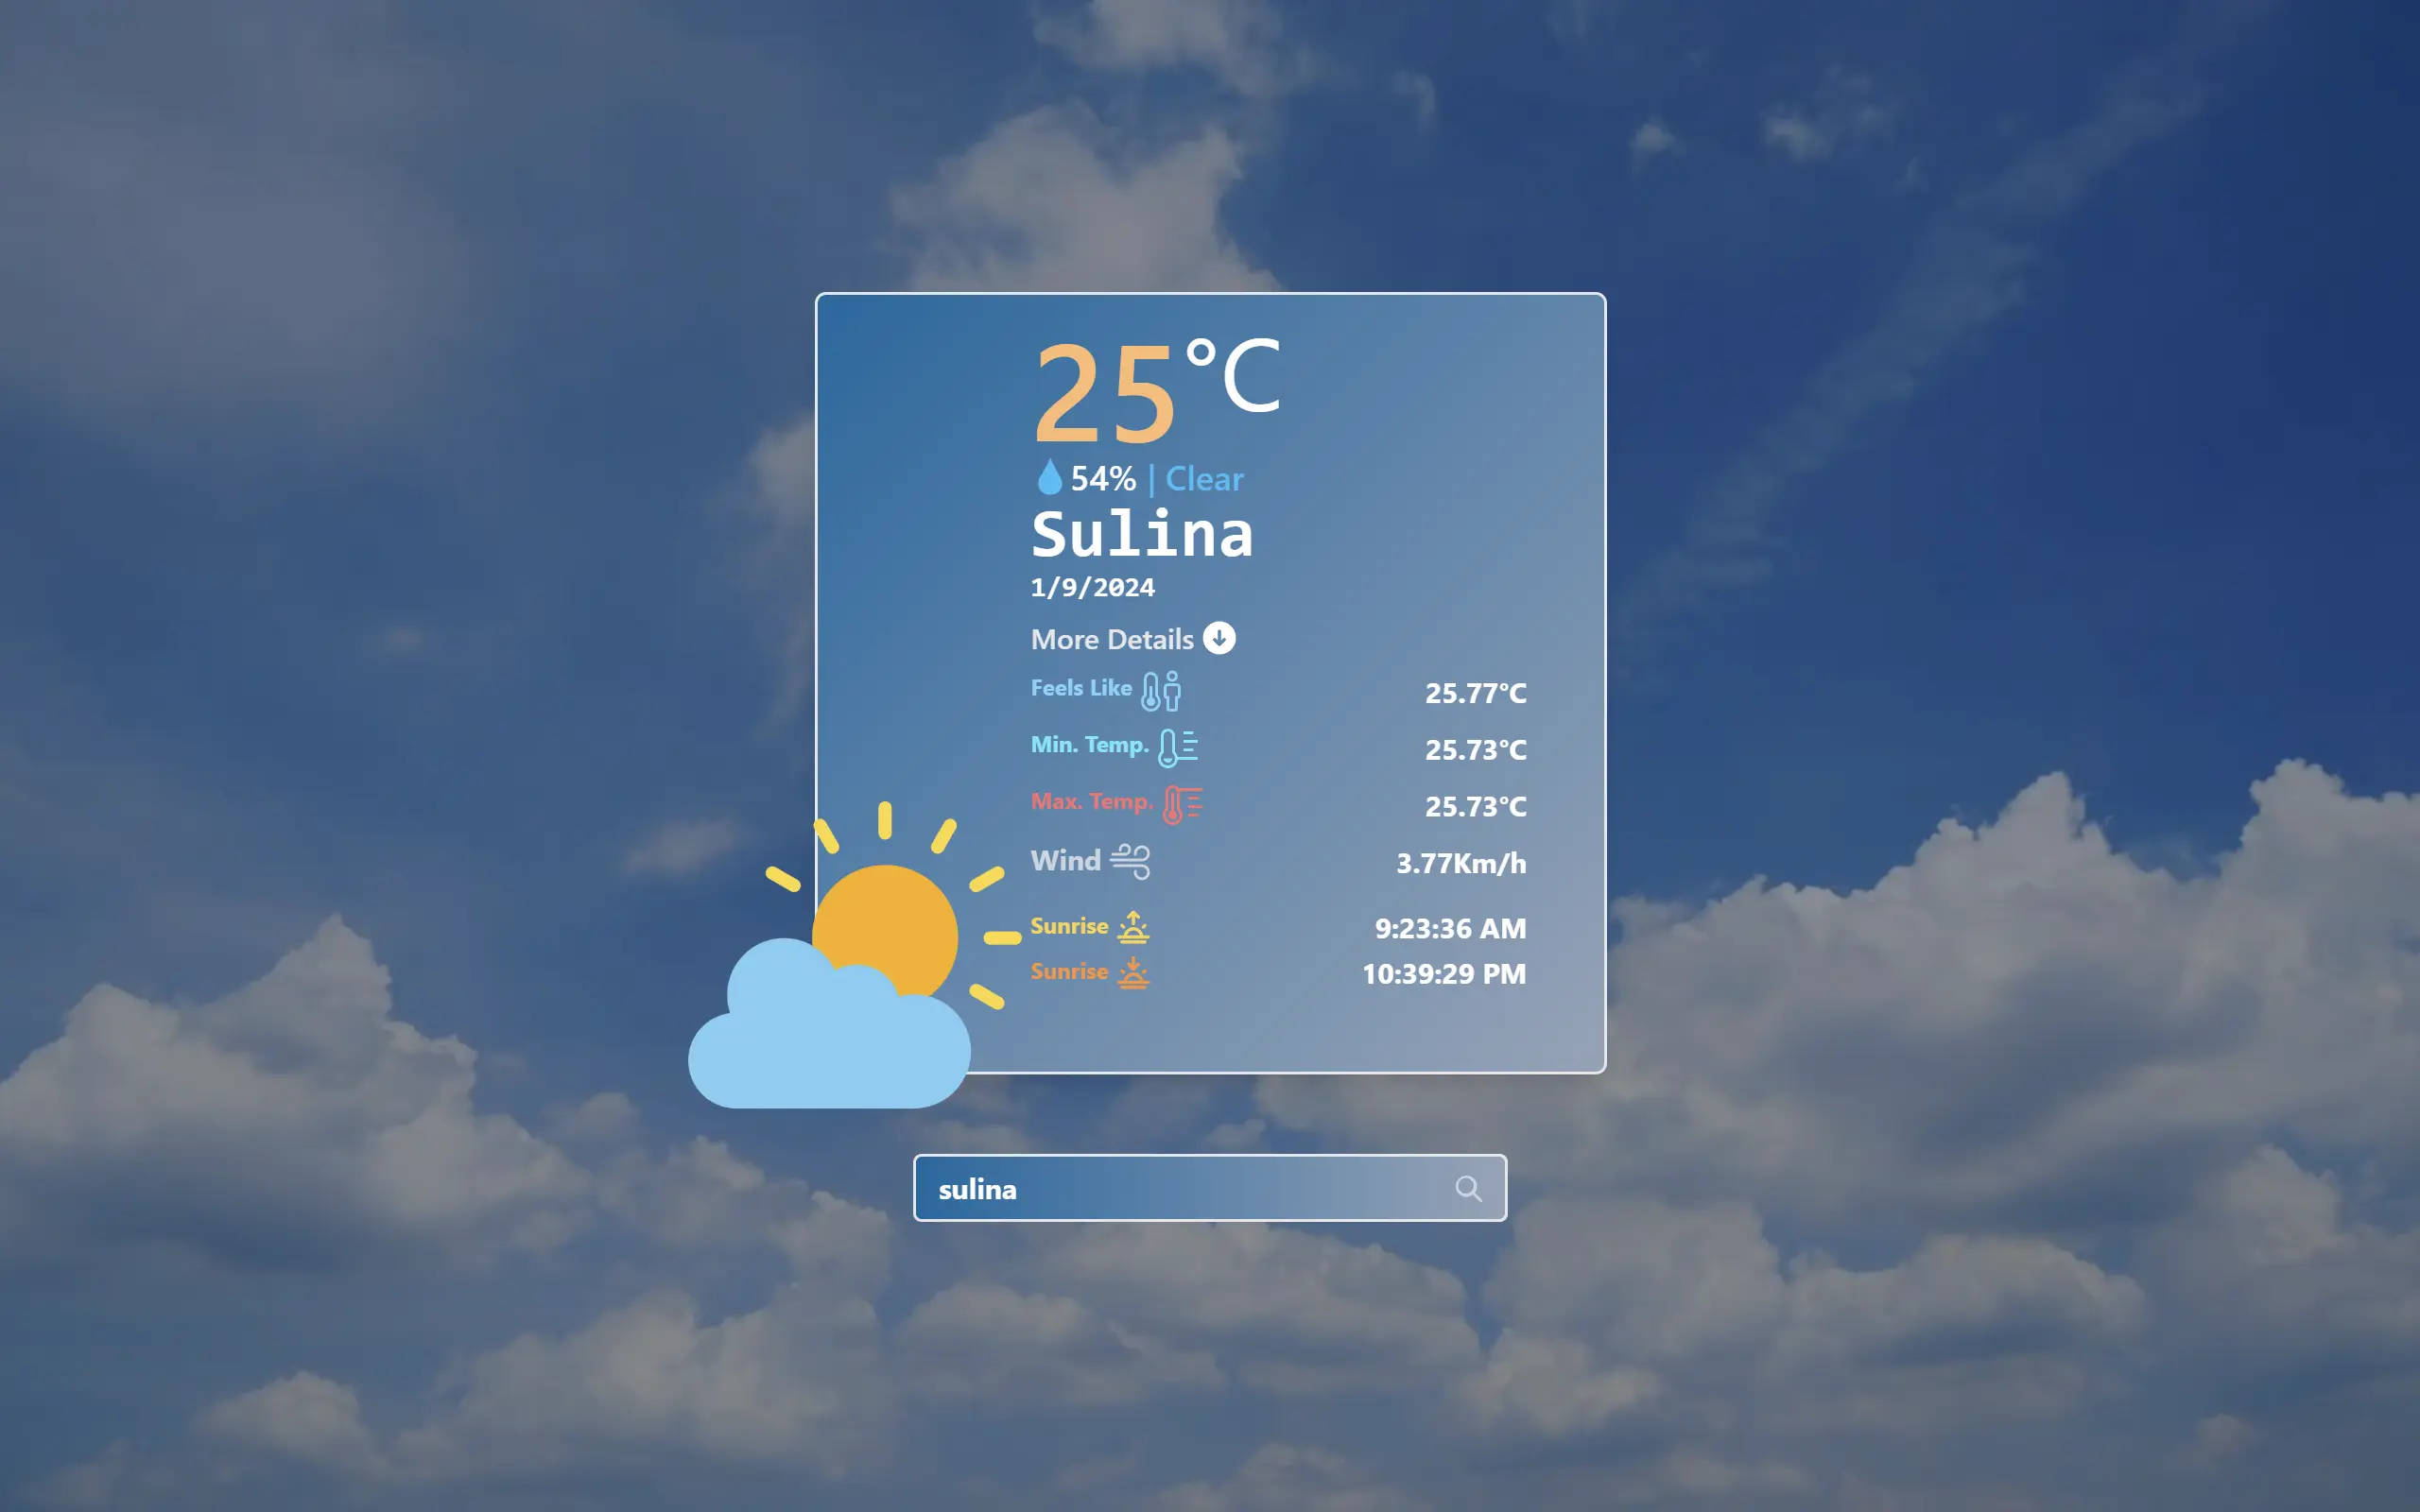 25°C
54% | Clear
Sulina
1/9/2024
More Details
Feels Like 25.77°C
Min. Temp. 25.73°C
Max. Temp. 25.73°C
Wind 3.77Km/h
Sunrise 9:23:36 AM
Sunrise 10:39:29 PM
sulina